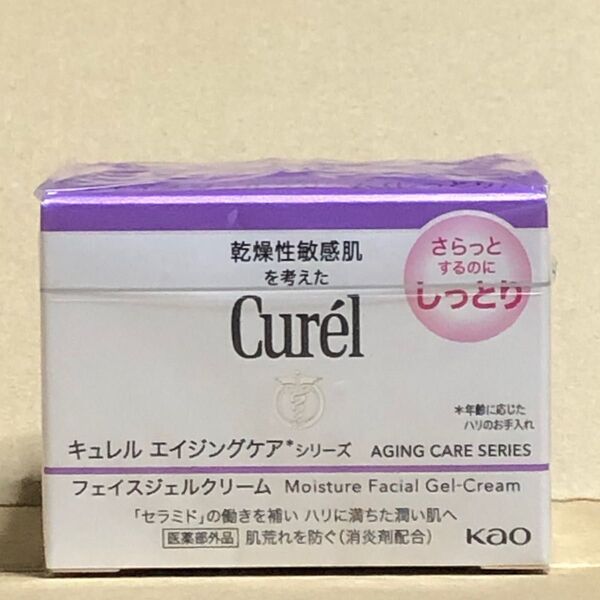 乾燥性敏感肌
を考えた
Curél
さらっと
するのに
しっとり
*年齢に応じた
ハリのお手入れ
キュレル エイジングケア*シリーズ AGING CARE SERIES
フェイスジェルクリーム Moisture Facial Gel-Cream
「セラミド」の働きを補い ハリに満ちた潤い肌へ
医薬部外品 肌荒れを防ぐ(消炎剤配合)
Kao